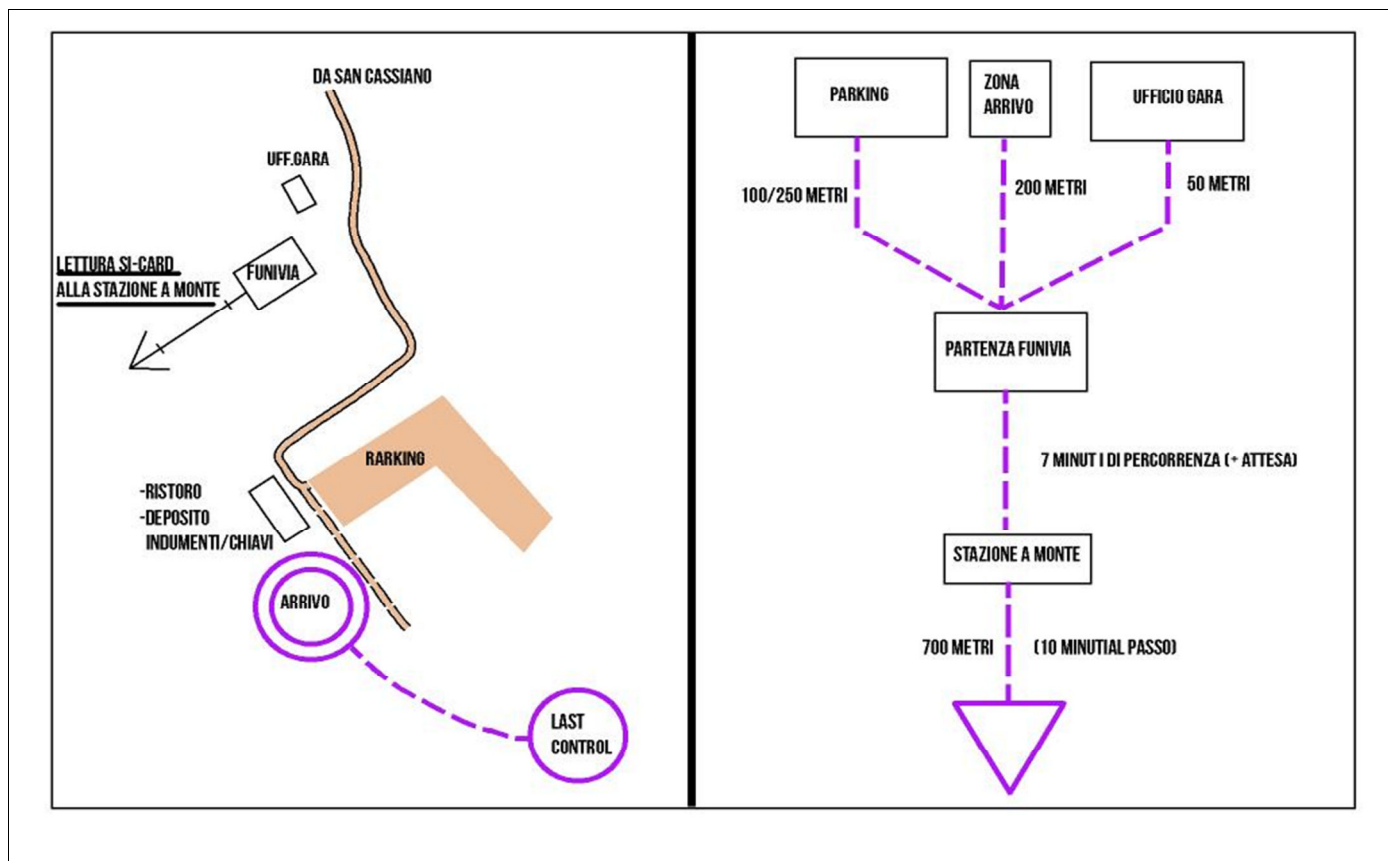 DA SAN CASSIANO
UFF.GARA
LETTURA SI-CARD
ALLA STAZIONE A MONTE
FUNIVIA
RARKING
-RISTORO
-DEPOSITO
INDUMENTI/CHIAVI
ARRIVO
LAST
CONTROL
PARKING
ZONA
ARRIVO
UFFICIO GARA
100/250 METRI
200 METRI
50 METRI
PARTENZA FUNIVIA
7 MINUT I DI PERCORRENZA (+ ATTESA)
STAZIONE A MONTE
700 METRI
(10 MINUTIAL PASSO)